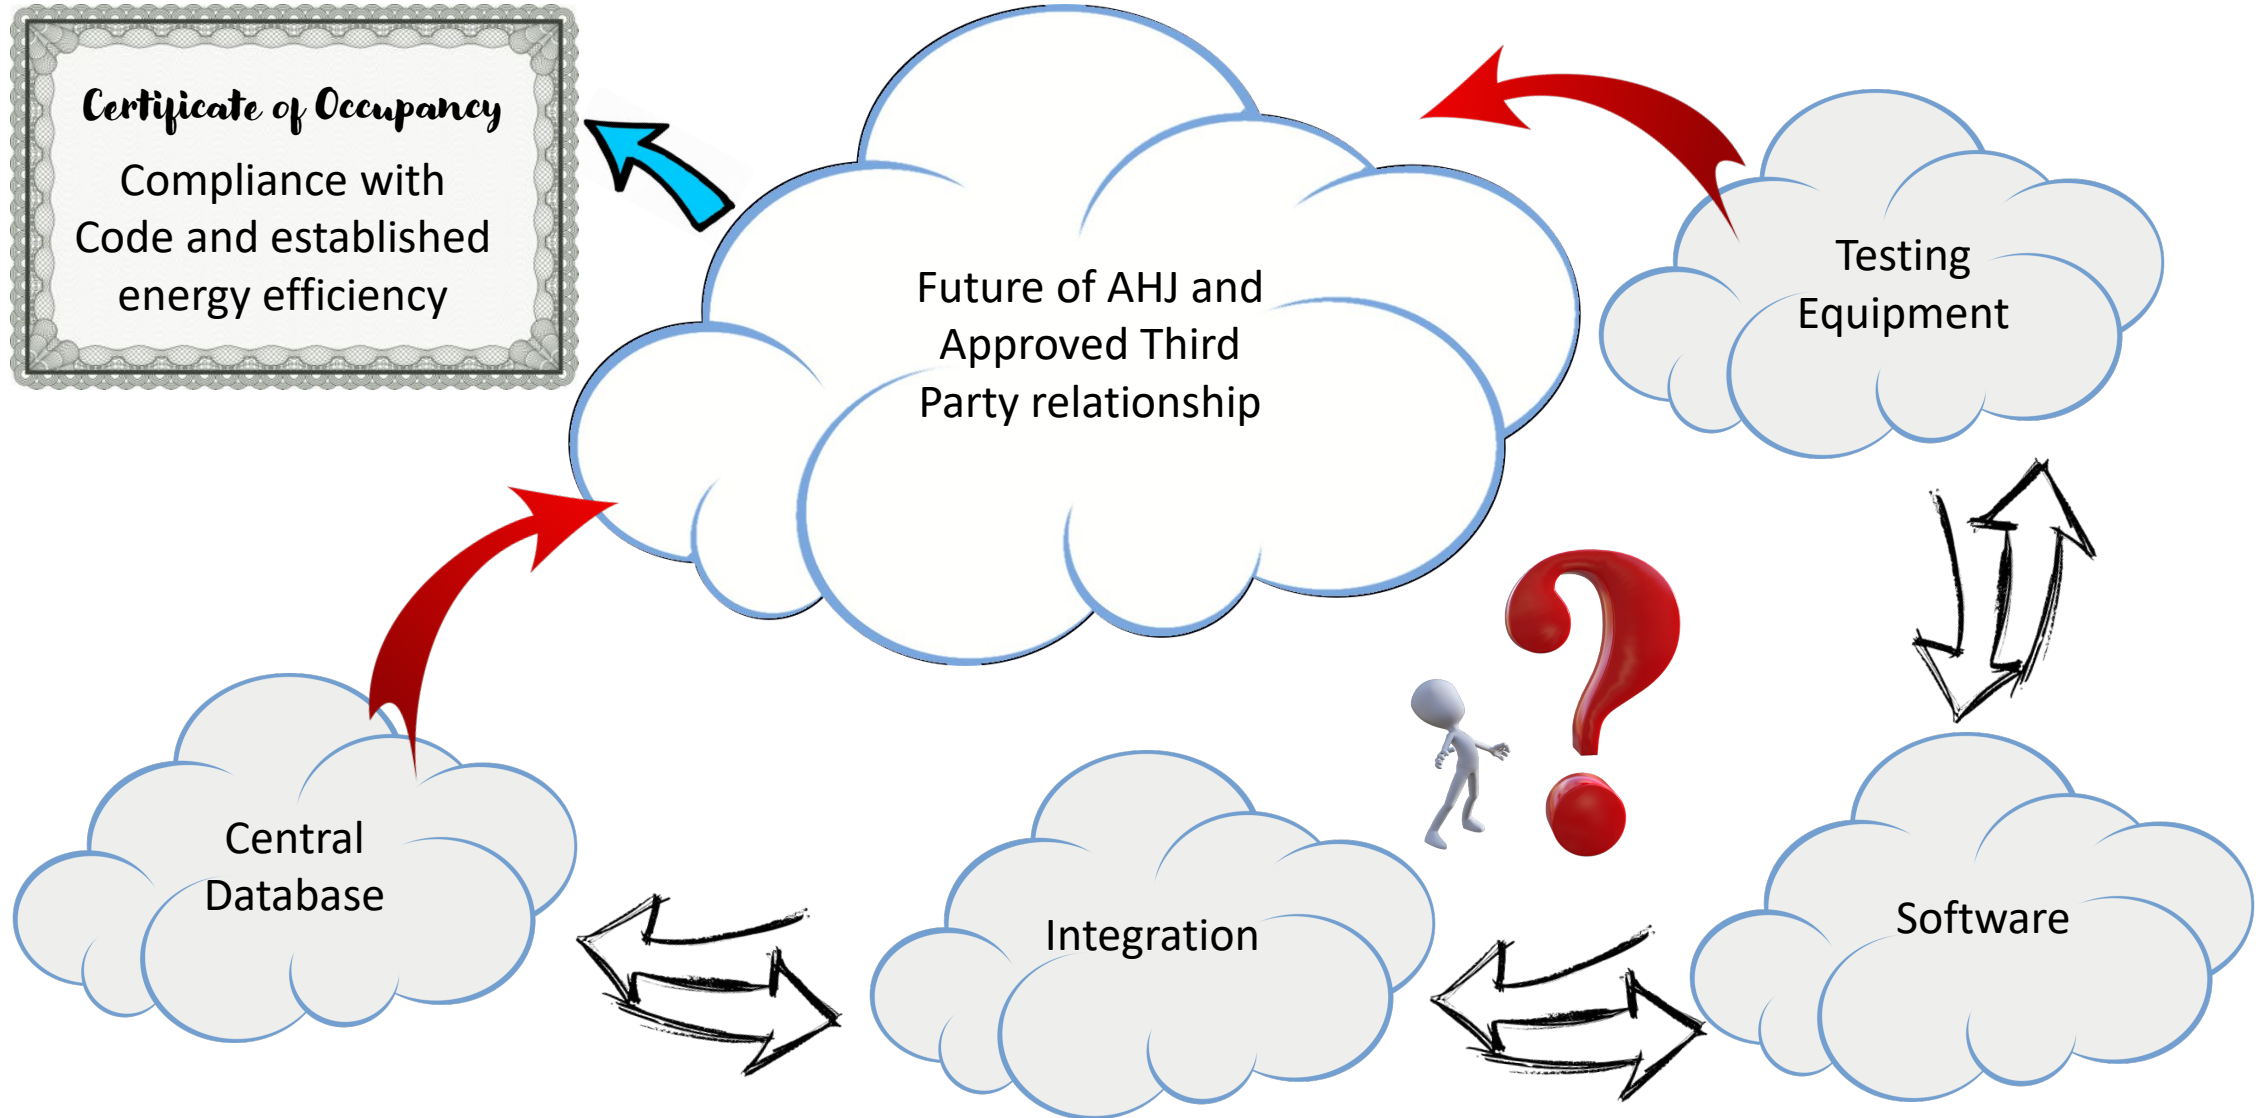 Certificate of Occupancy
Compliance with
Code and established
energy efficiency
Future of AHJ and
Approved Third
Party relationship
Testing
Equipment
Central
Database
Integration
Software
?